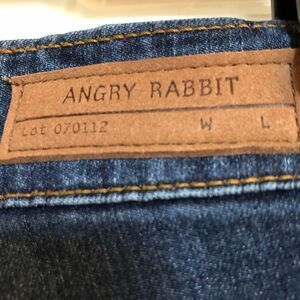 ANGRY RABBIT
Lot 070112 W L